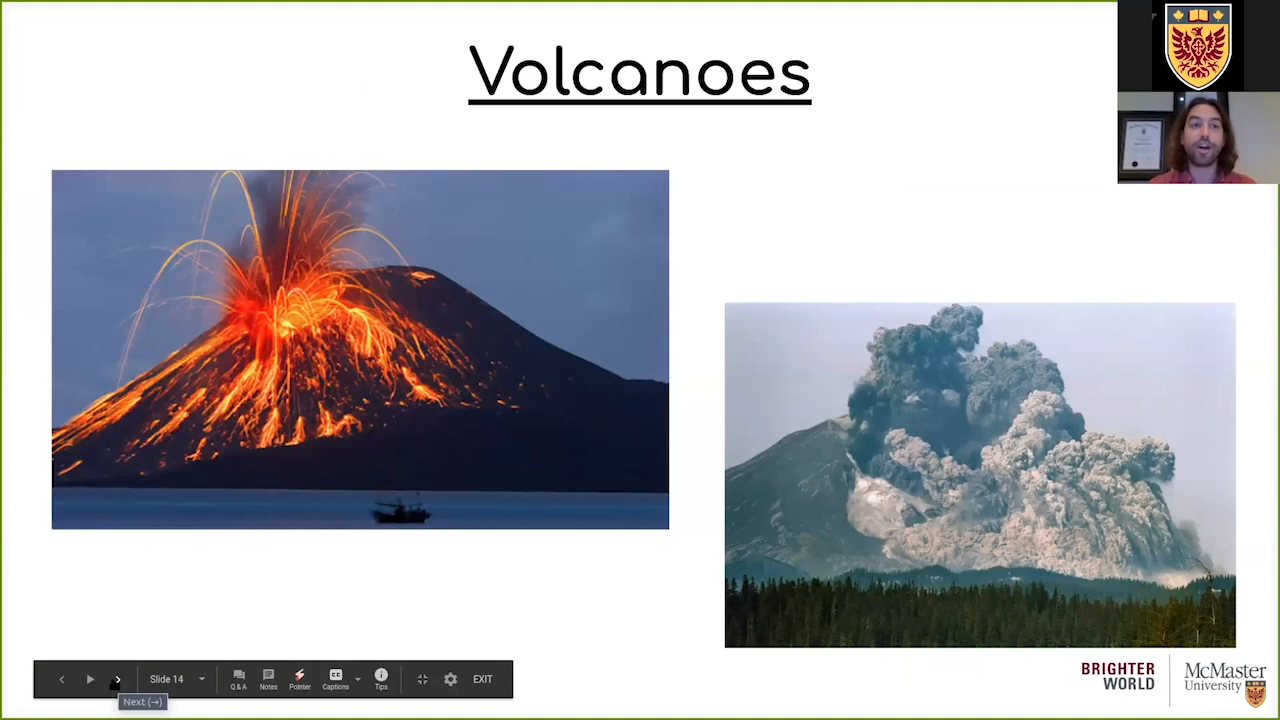 Volcanoes
Slide 14
Q & A
Notes
Pointer
Captions
Tips
EXIT
Next (→)
BRIGHTER
WORLD
McMaster
University